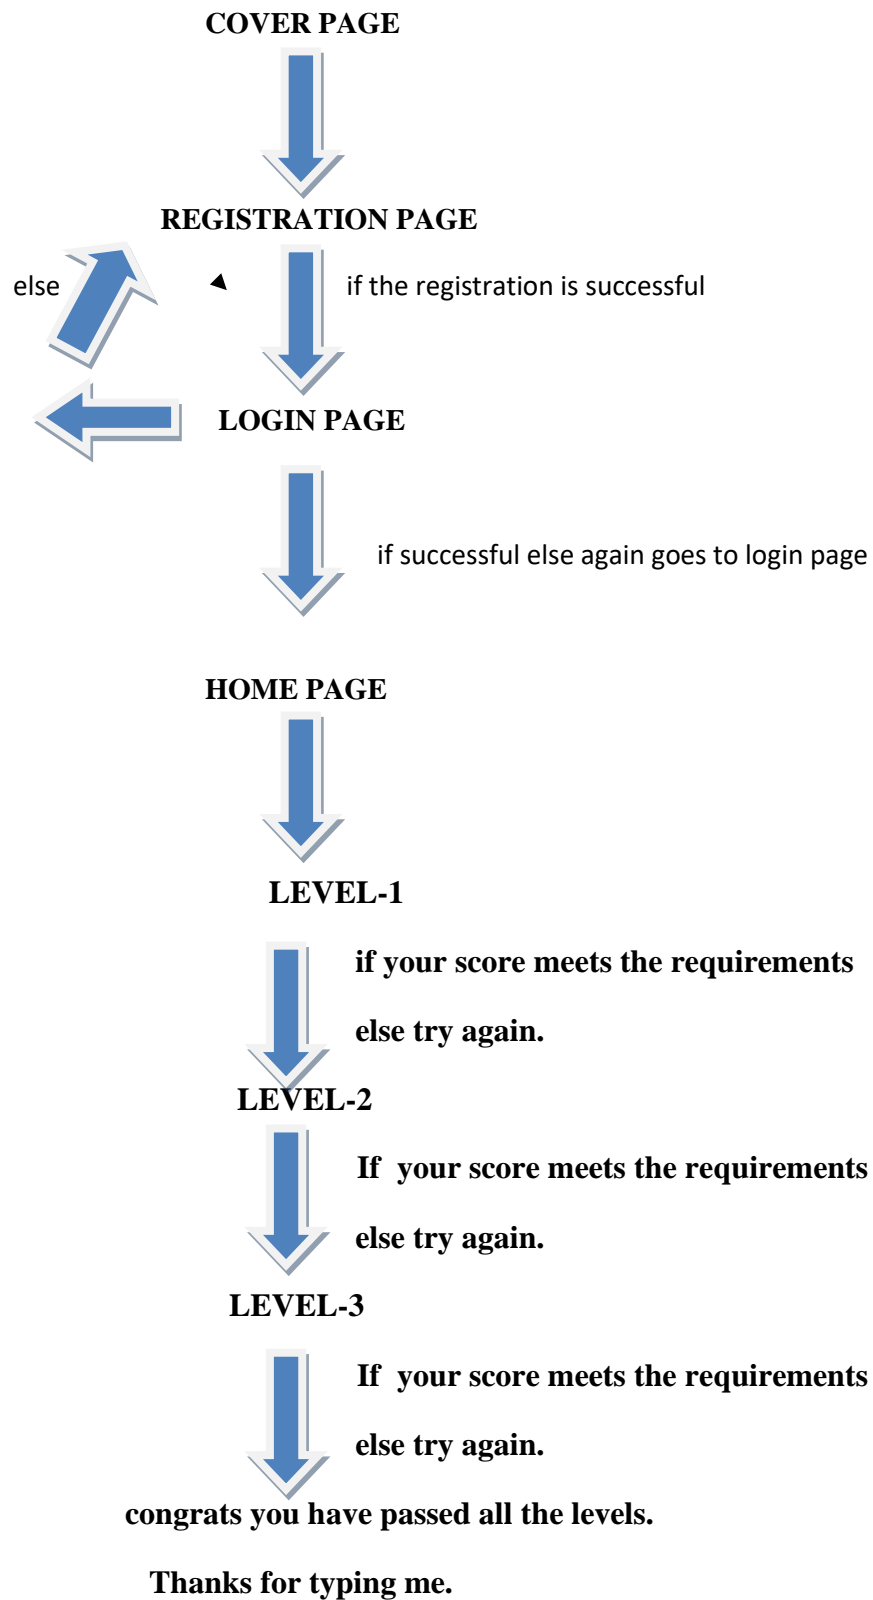 COVER PAGE
REGISTRATION PAGE
else
if the registration is successful
LOGIN PAGE
if successful else again goes to login page
HOME PAGE
LEVEL-1
if your score meets the requirements
else try again.
LEVEL-2
If  your score meets the requirements
else try again.
LEVEL-3
If  your score meets the requirements
else try again.
congrats you have passed all the levels.
Thanks for typing me.